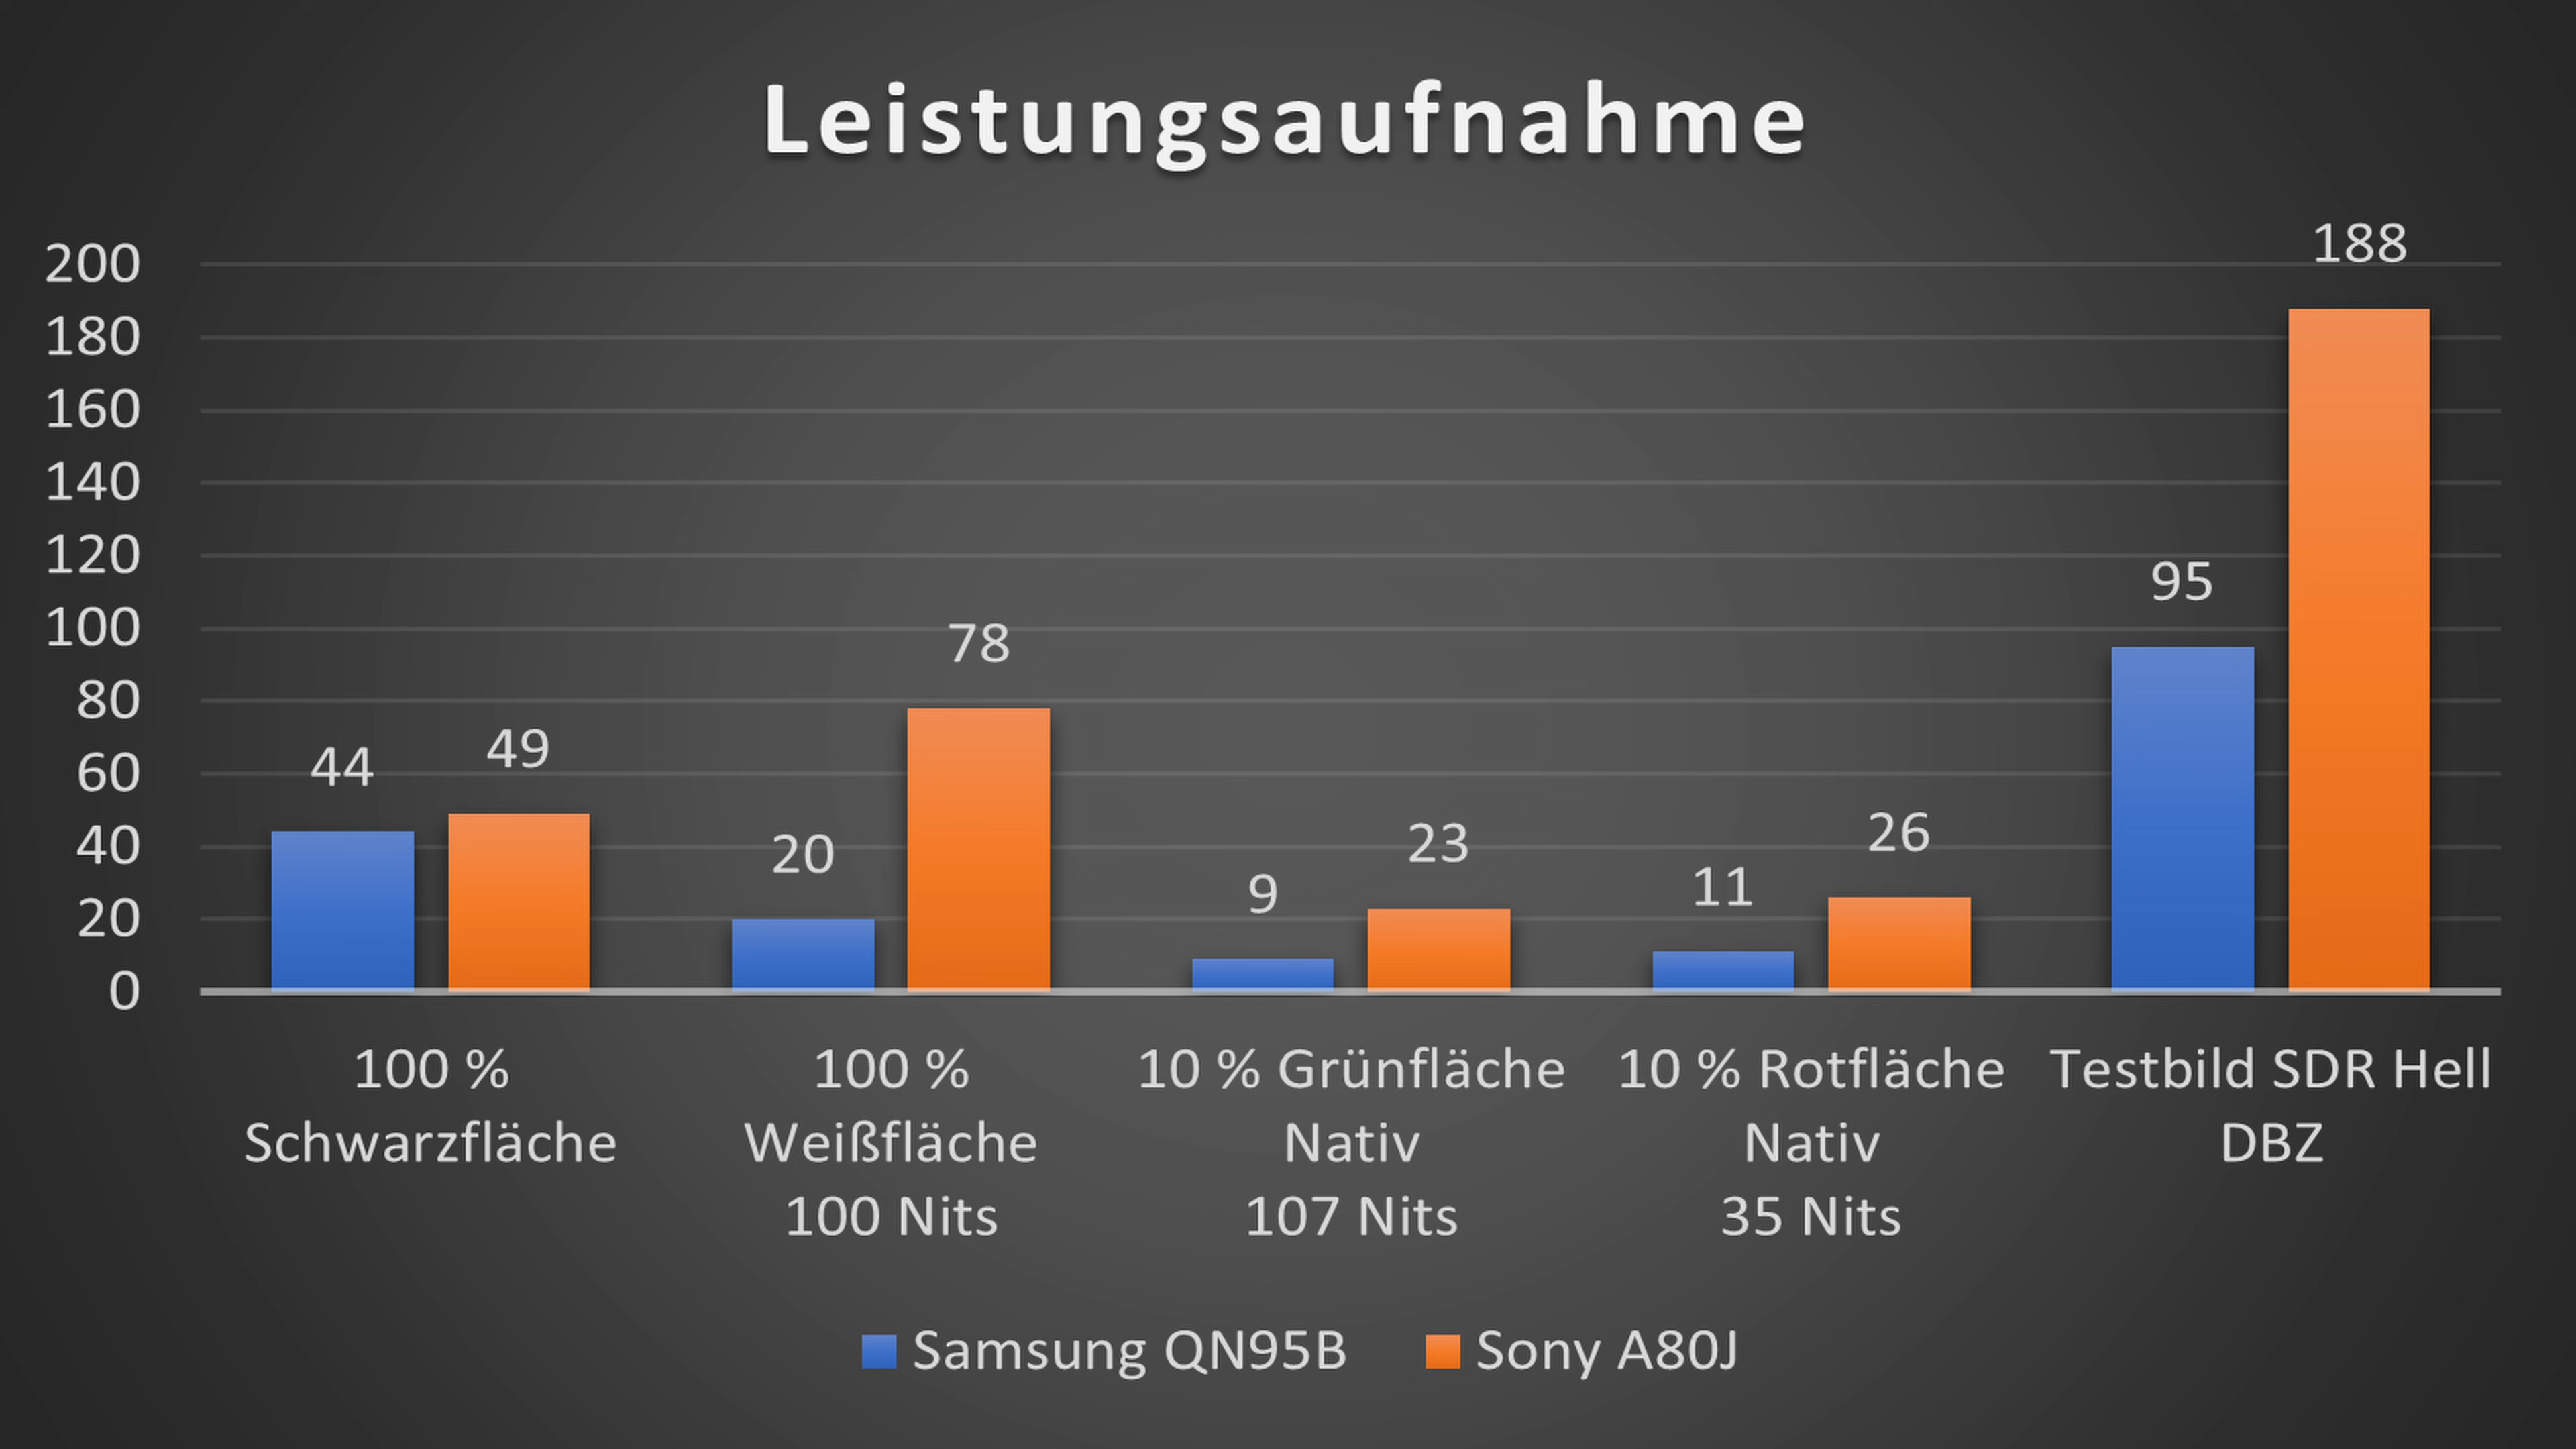 Leistungsaufnahme
200
180
160
140
120
100
80
60
40
20
0
44
49
20
78
9
23
11
26
95
188
100 %
Schwarzfläche
100 %
Weißfläche
100 Nits
10 % Grünfläche
Nativ
107 Nits
10 % Rotfläche
Nativ
35 Nits
Testbild SDR Hell
DBZ
Samsung QN95B
Sony A80J